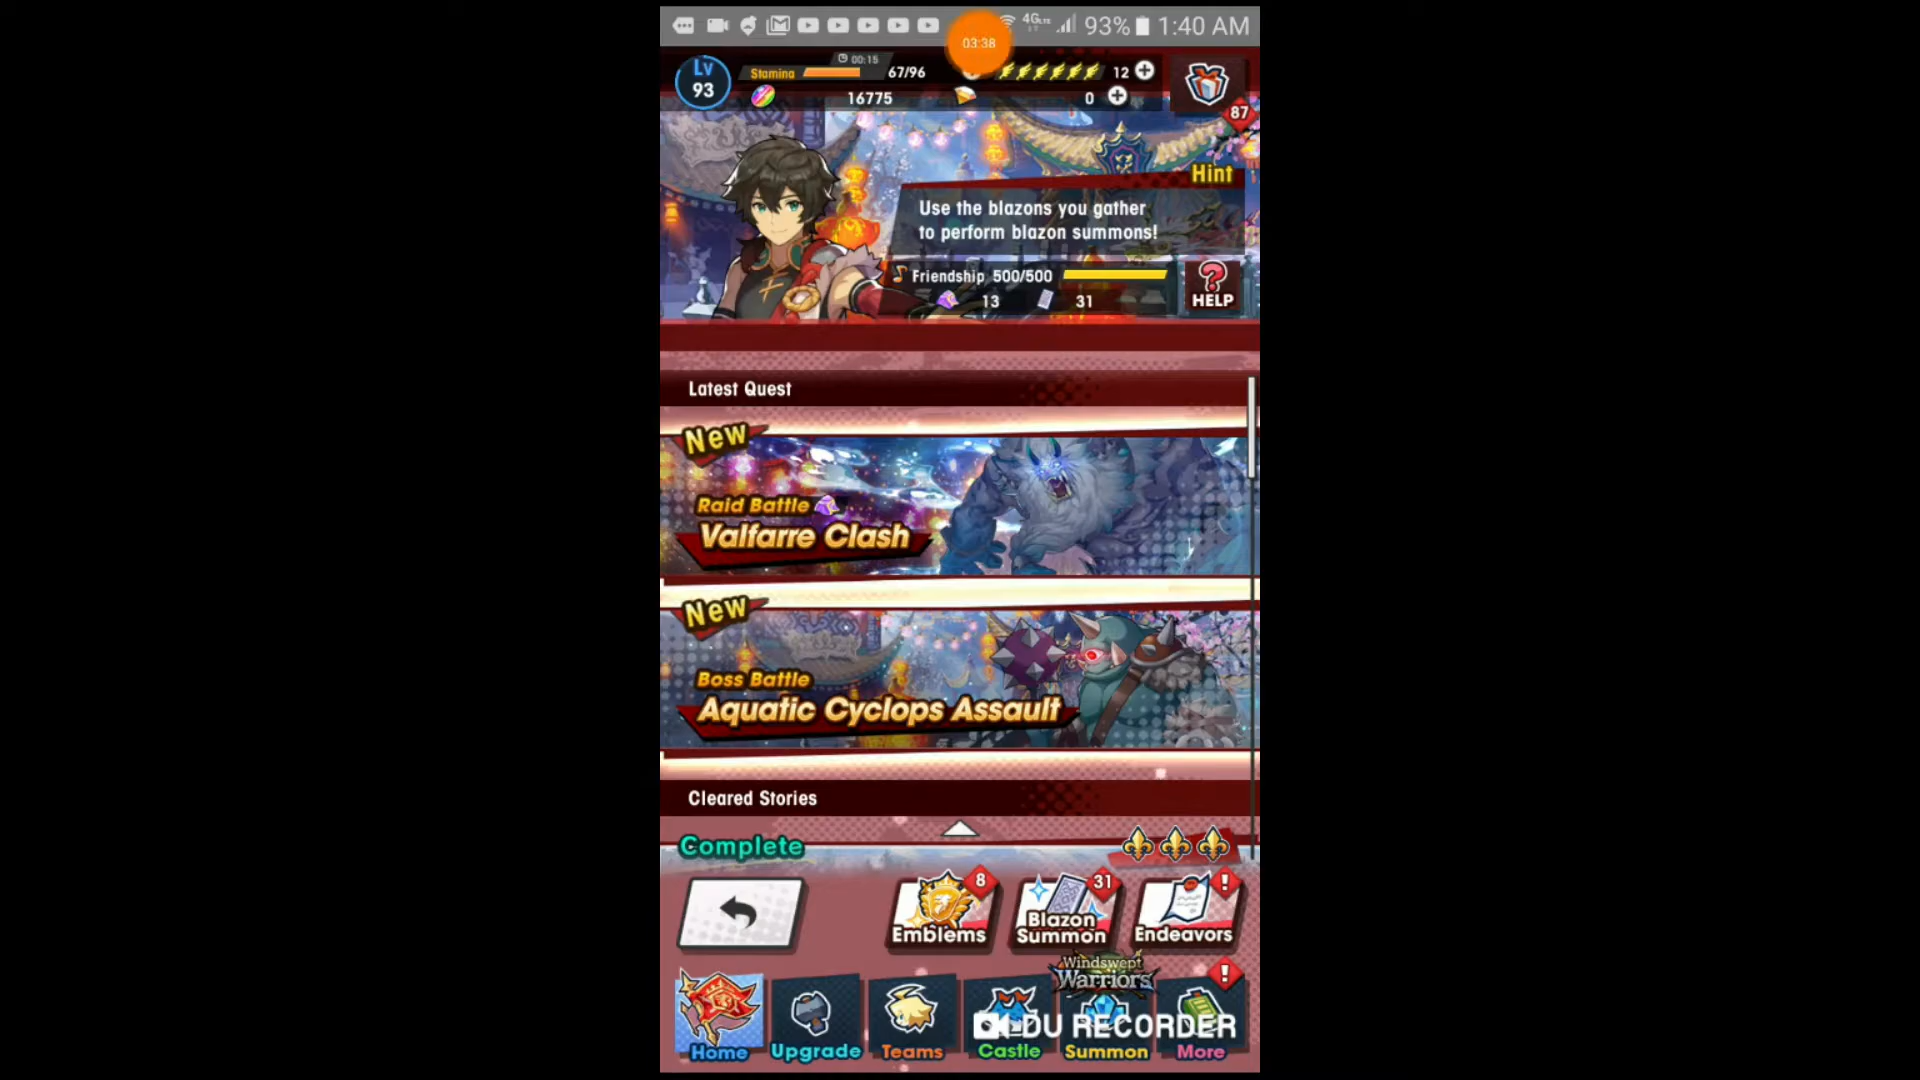 4G LTE 93% 1:40 AM
03:38
Lv
93
Stamina
00:15
67/96
12
16775
0
87
Hint
Use the blazons you gather
to perform blazon summons!
Friendship 500/500
13 31
HELP
Latest Quest
New
Raid Battle
Valfarre Clash
New
Boss Battle
Aquatic Cyclops Assault
Cleared Stories
Complete
8
Emblems
31
Blazon
Summon
!
Endeavors
Windswept
Warriors
!
DU RECORDER
Home
Upgrade
Teams
Castle
Summon
More